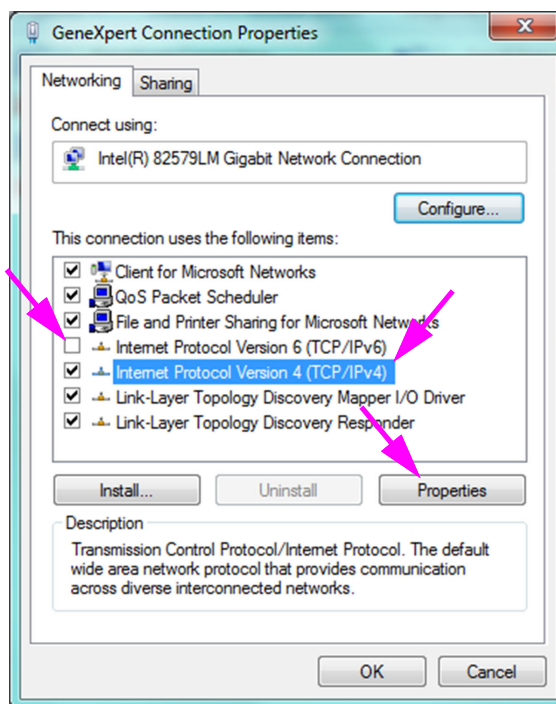 GeneXpert Connection Properties
Networking
Sharing
Connect using:
Intel(R) 82579LM Gigabit Network Connection
Configure...
This connection uses the following items:
Client for Microsoft Networks
QoS Packet Scheduler
File and Printer Sharing for Microsoft Networks
Internet Protocol Version 6 (TCP/IPv6)
Internet Protocol Version 4 (TCP/IPv4)
Link-Layer Topology Discovery Mapper I/O Driver
Link-Layer Topology Discovery Responder
Install...
Uninstall
Properties
Description
Transmission Control Protocol/Internet Protocol. The default
wide area network protocol that provides communication
across diverse interconnected networks.
OK
Cancel